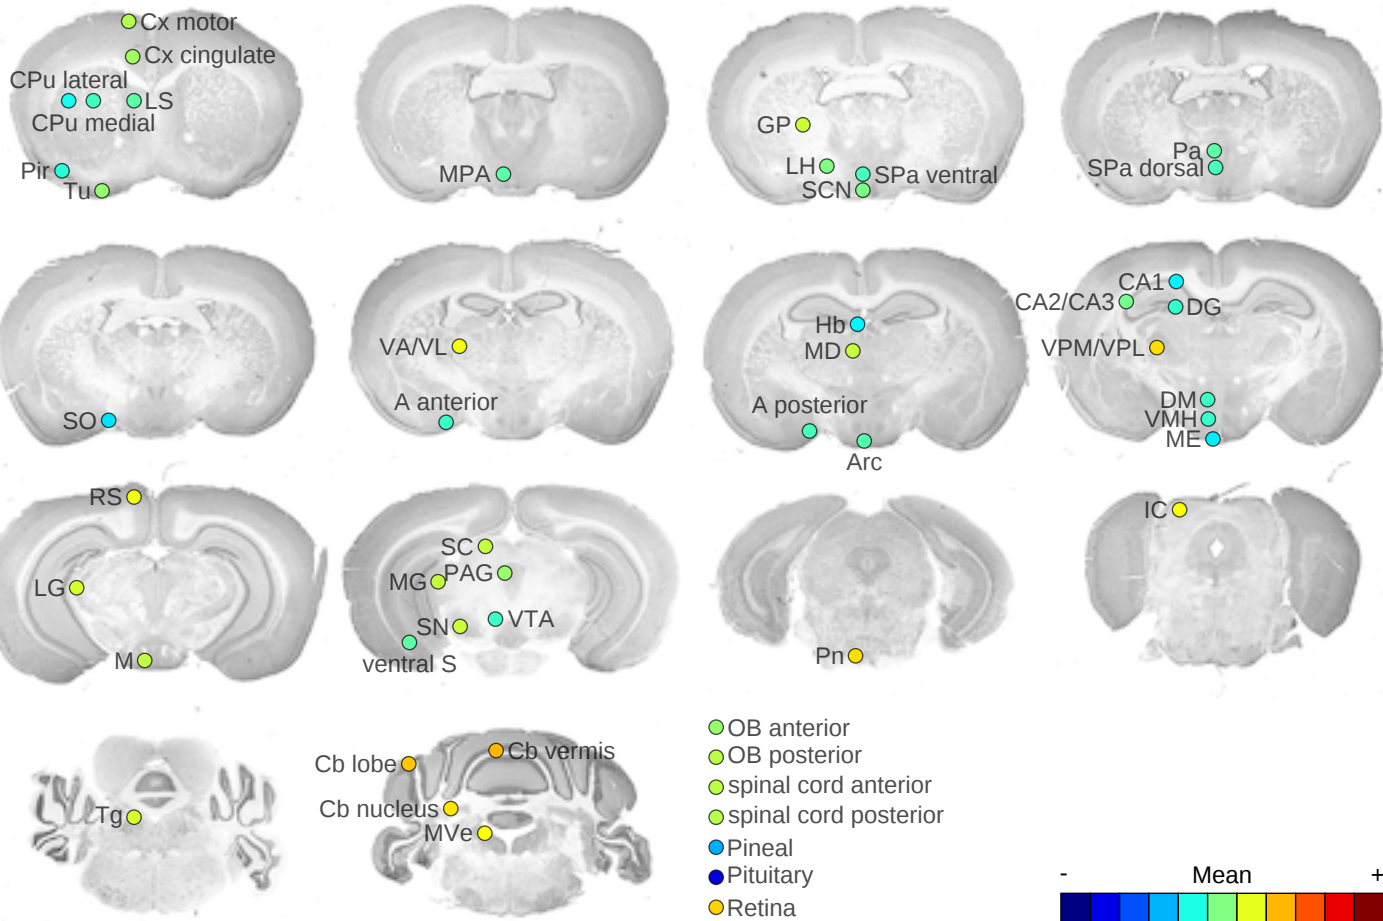 Cx motor
Cx cingulate
CPu lateral
LS
CPu medial
Pir
Tu
MPA
GP
LH
SPa ventral
SCN
Pa
SPa dorsal
SO
VA/VL
A anterior
Hb
MD
A posterior
Arc
CA1
CA2/CA3
DG
VPM/VPL
DM
VMH
ME
RS
LG
M
SC
PAG
MG
SN
VTA
ventral S
Pn
IC
Tg
Cb lobe
Cb vermis
Cb nucleus
MVe
OB anterior
OB posterior
spinal cord anterior
spinal cord posterior
Pineal
Pituitary
Retina
- Mean +